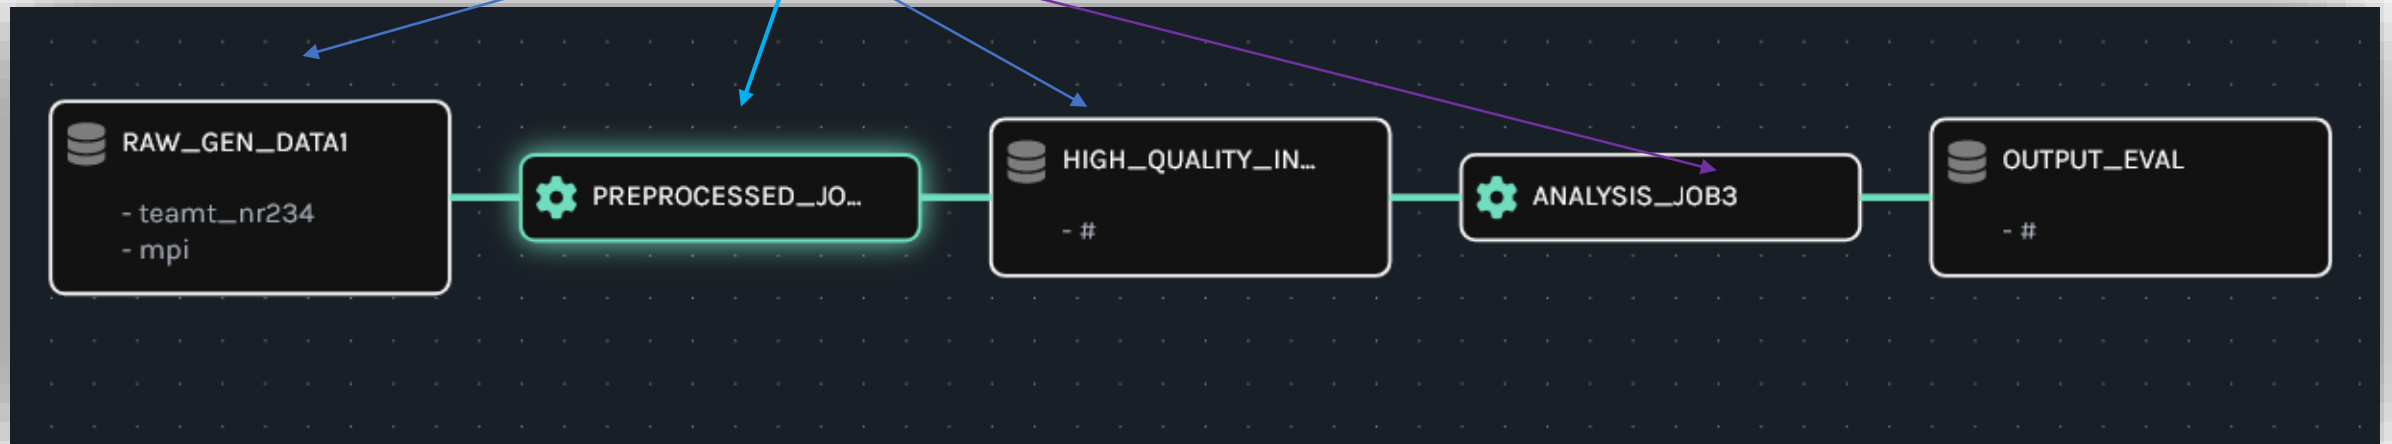 RAW_GEN_DATA1
- teamt_nr234
- mpi
PREPROCESSED_JO...
HIGH_QUALITY_IN...
- #
ANALYSIS_JOB3
OUTPUT_EVAL
- #